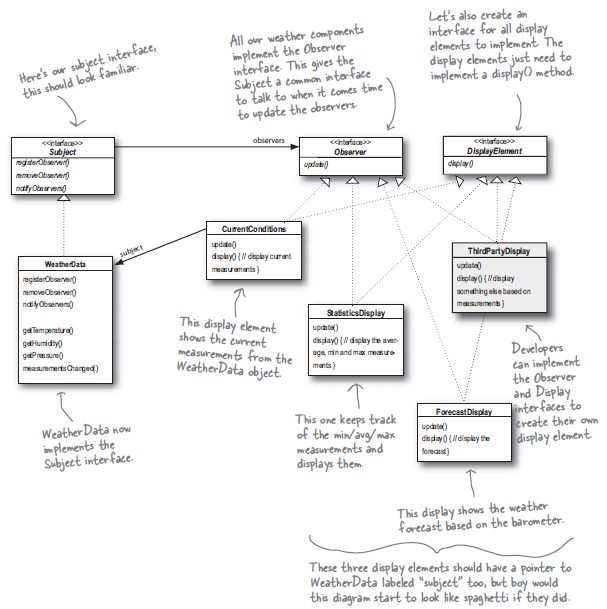 Here's our subject interface,
this should look familiar.
All our weather components
implement the Observer
interface. This gives the
Subject a common interface
to talk to when it comes time
to update the observers.
Let's also create an
interface for all display
elements to implement. The
display elements just need to
implement a display() method.
<<interface>>
Subject
registerObserver()
removeObserver()
notifyObservers()
observers
<<interface>>
Observer
update()
<<interface>>
DisplayElement
display()
WeatherData
registerObserver()
removeObserver()
notifyObservers()
getTemperature()
getHumidity()
getPressure()
measurementsChanged()
subject
CurrentConditions
update()
display() { // display current
measurements }
ThirdPartyDisplay
update()
display() { // display
something else based on
measurements }
StatisticsDisplay
update()
display() { // display the aver-
age, min and max measure-
ments }
This display element
shows the current
measurements from the
WeatherData object.
Developers
can implement
the Observer
and Display
interfaces to
create their own
display element.
ForecastDisplay
update()
display() { // display the
forecast }
WeatherData now
implements the
Subject interface.
This one keeps track
of the min/avg/max
measurements and
displays them.
This display shows the weather
forecast based on the barometer.
These three display elements should have a pointer to
WeatherData labeled "subject" too, but boy would
this diagram start to look like spaghetti if they did.